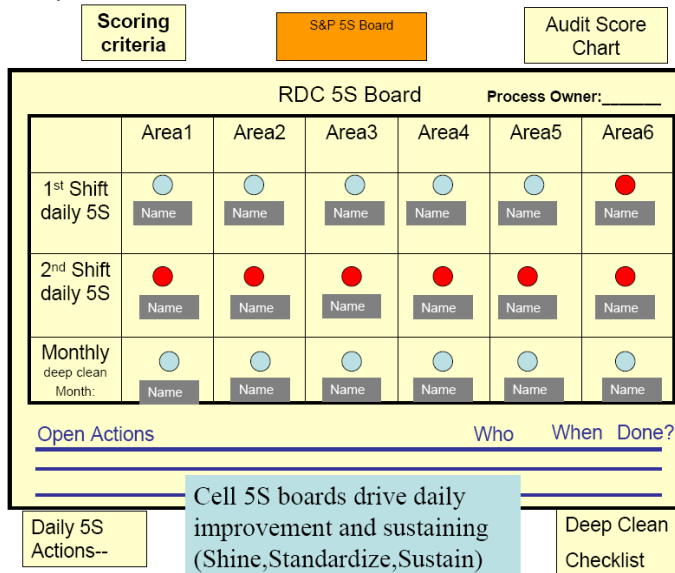 Scoring
criteria
S&P 5S Board
Audit Score
Chart
RDC 5S Board
Process Owner:_______
Area1 Area2 Area3 Area4 Area5 Area6
1st Shift
daily 5S
Name Name Name Name Name Name
2nd Shift
daily 5S
Name Name Name Name Name Name
Monthly
deep clean
Month:
Name Name Name Name Name Name
Open Actions Who When Done?
Cell 5S boards drive daily
improvement and sustaining
(Shine,Standardize,Sustain)
Daily 5S
Actions--
Deep Clean
Checklist